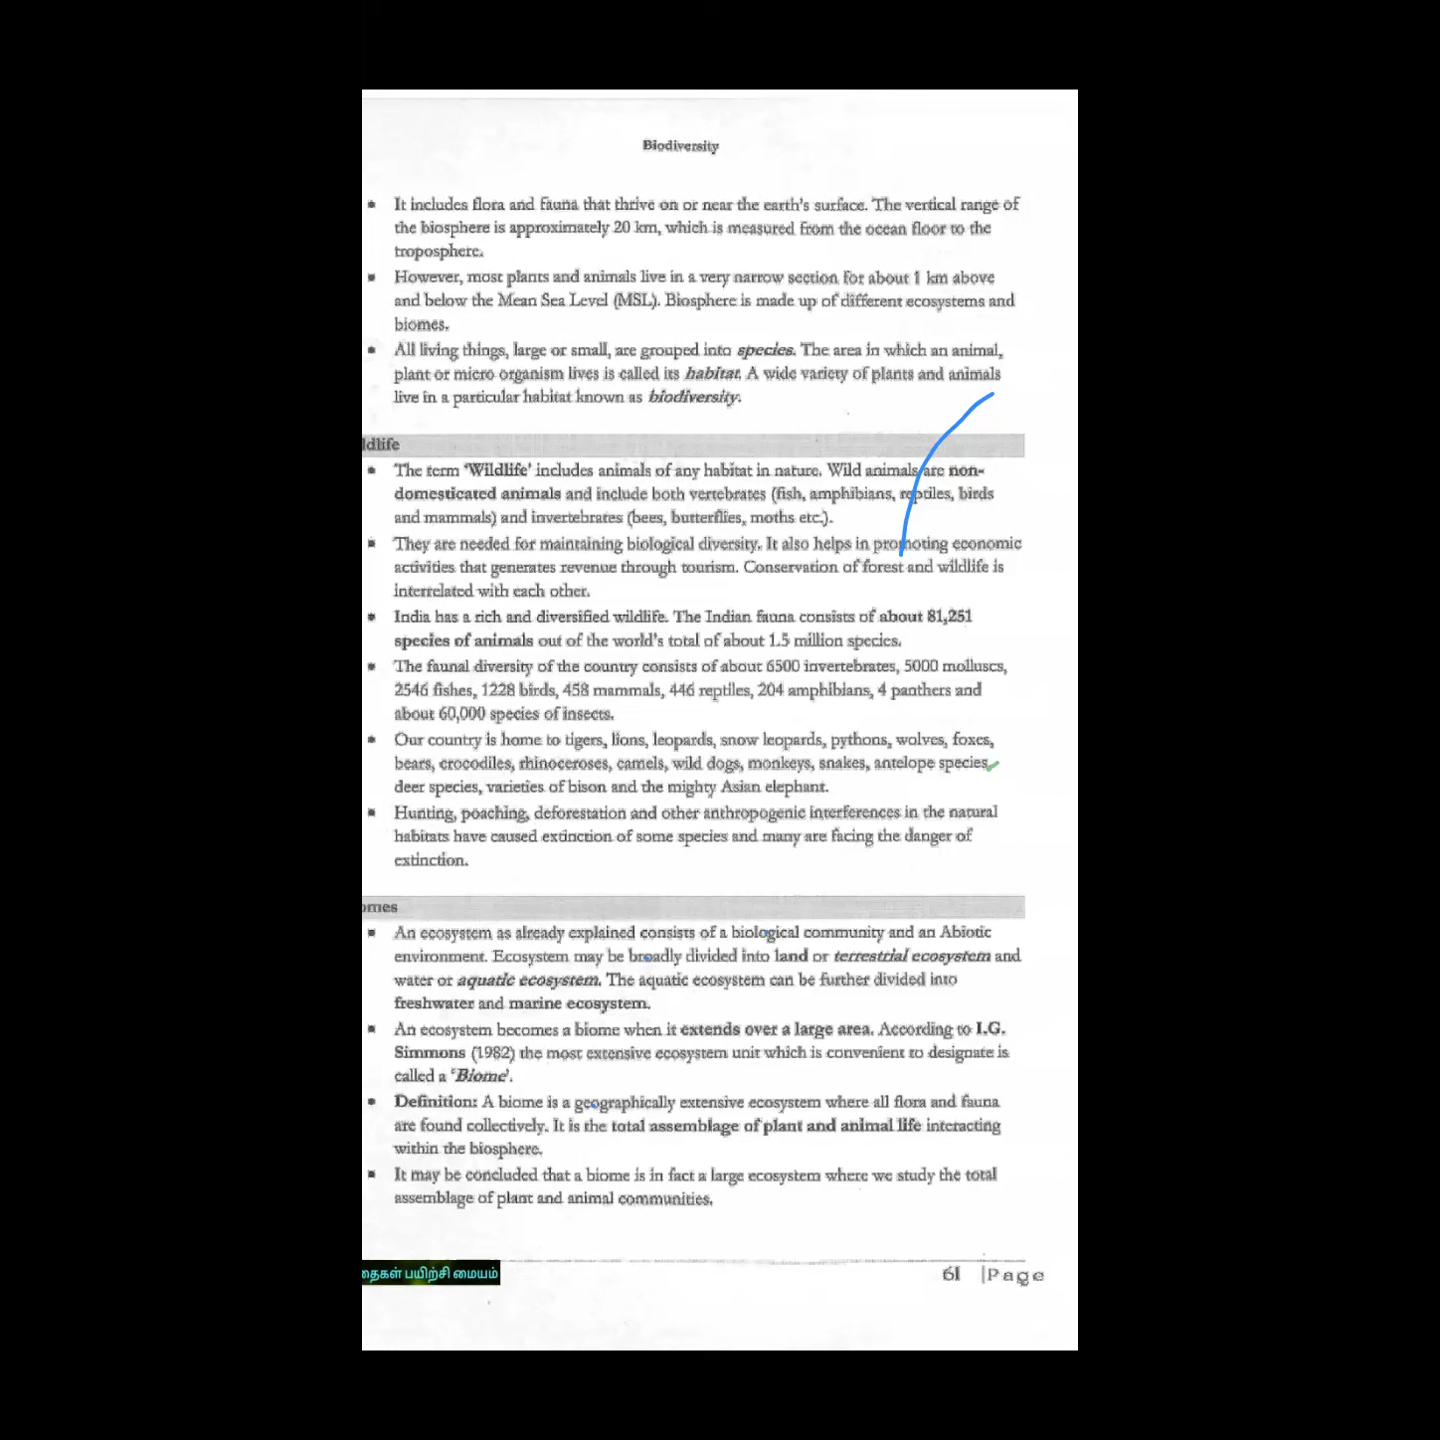 Biodiversity
It includes flora and fauna that thrive on or near the earth's surface. The vertical range of
the biosphere is approximately 20 km, which is measured from the ocean floor to the
troposphere.
However, most plants and animals live in a very narrow section for about 1 km above
and below the Mean Sea Level (MSL). Biosphere is made up of different ecosystems and
biomes.
All living things, large or small, are grouped into species. The area in which an animal,
plant or micro organism lives is called its habitat. A wide variety of plants and animals
live in a particular habitat known as biodiversity.
ldlife
The term 'Wildlife' includes animals of any habitat in nature. Wild animals are non-
domesticated animals and include both vertebrates (fish, amphibians, reptiles, birds
and mammals) and invertebrates (bees, butterflies, moths etc.).
They are needed for maintaining biological diversity. It also helps in promoting economic
activities that generates revenue through tourism. Conservation of forest and wildlife is
interrelated with each other.
India has a rich and diversified wildlife. The Indian fauna consists of about 81,251
species of animals out of the world's total of about 1.5 million species.
The faunal diversity of the country consists of about 6500 invertebrates, 5000 molluscs,
2546 fishes, 1228 birds, 458 mammals, 446 reptiles, 204 amphibians, 4 panthers and
about 60,000 species of insects.
Our country is home to tigers, lions, leopards, snow leopards, pythons, wolves, foxes,
bears, crocodiles, rhinoceroses, camels, wild dogs, monkeys, snakes, antelope species,
deer species, varieties of bison and the mighty Asian elephant.
Hunting, poaching, deforestation and other anthropogenic interferences in the natural
habitats have caused extinction of some species and many are facing the danger of
extinction.
omes
An ecosystem as already explained consists of a biological community and an Abiotic
environment. Ecosystem may be broadly divided into land or terrestrial ecosystem and
water or aquatic ecosystem. The aquatic ecosystem can be further divided into
freshwater and marine ecosystem.
An ecosystem becomes a biome when it extends over a large area. According to I.G.
Simmons (1982) the most extensive ecosystem unit which is convenient to designate is
called a 'Biome'.
Definition: A biome is a geographically extensive ecosystem where all flora and fauna
are found collectively. It is the total assemblage of plant and animal life interacting
within the biosphere.
It may be concluded that a biome is in fact a large ecosystem where we study the total
assemblage of plant and animal communities.
தைகள் பயிற்சி மையம்
61 |Page